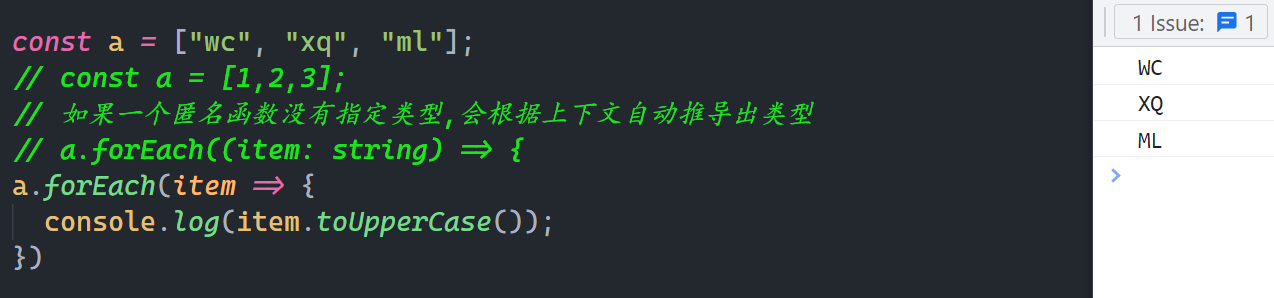 const a = ["wc", "xq", "ml"];
// const a = [1,2,3];
// 如果一个匿名函数没有指定类型,会根据上下文自动推导出类型
// a.forEach((item: string) => {
a.forEach(item => {
console.log(item.toUpperCase());
})
1 Issue: 1
WC
XQ
ML